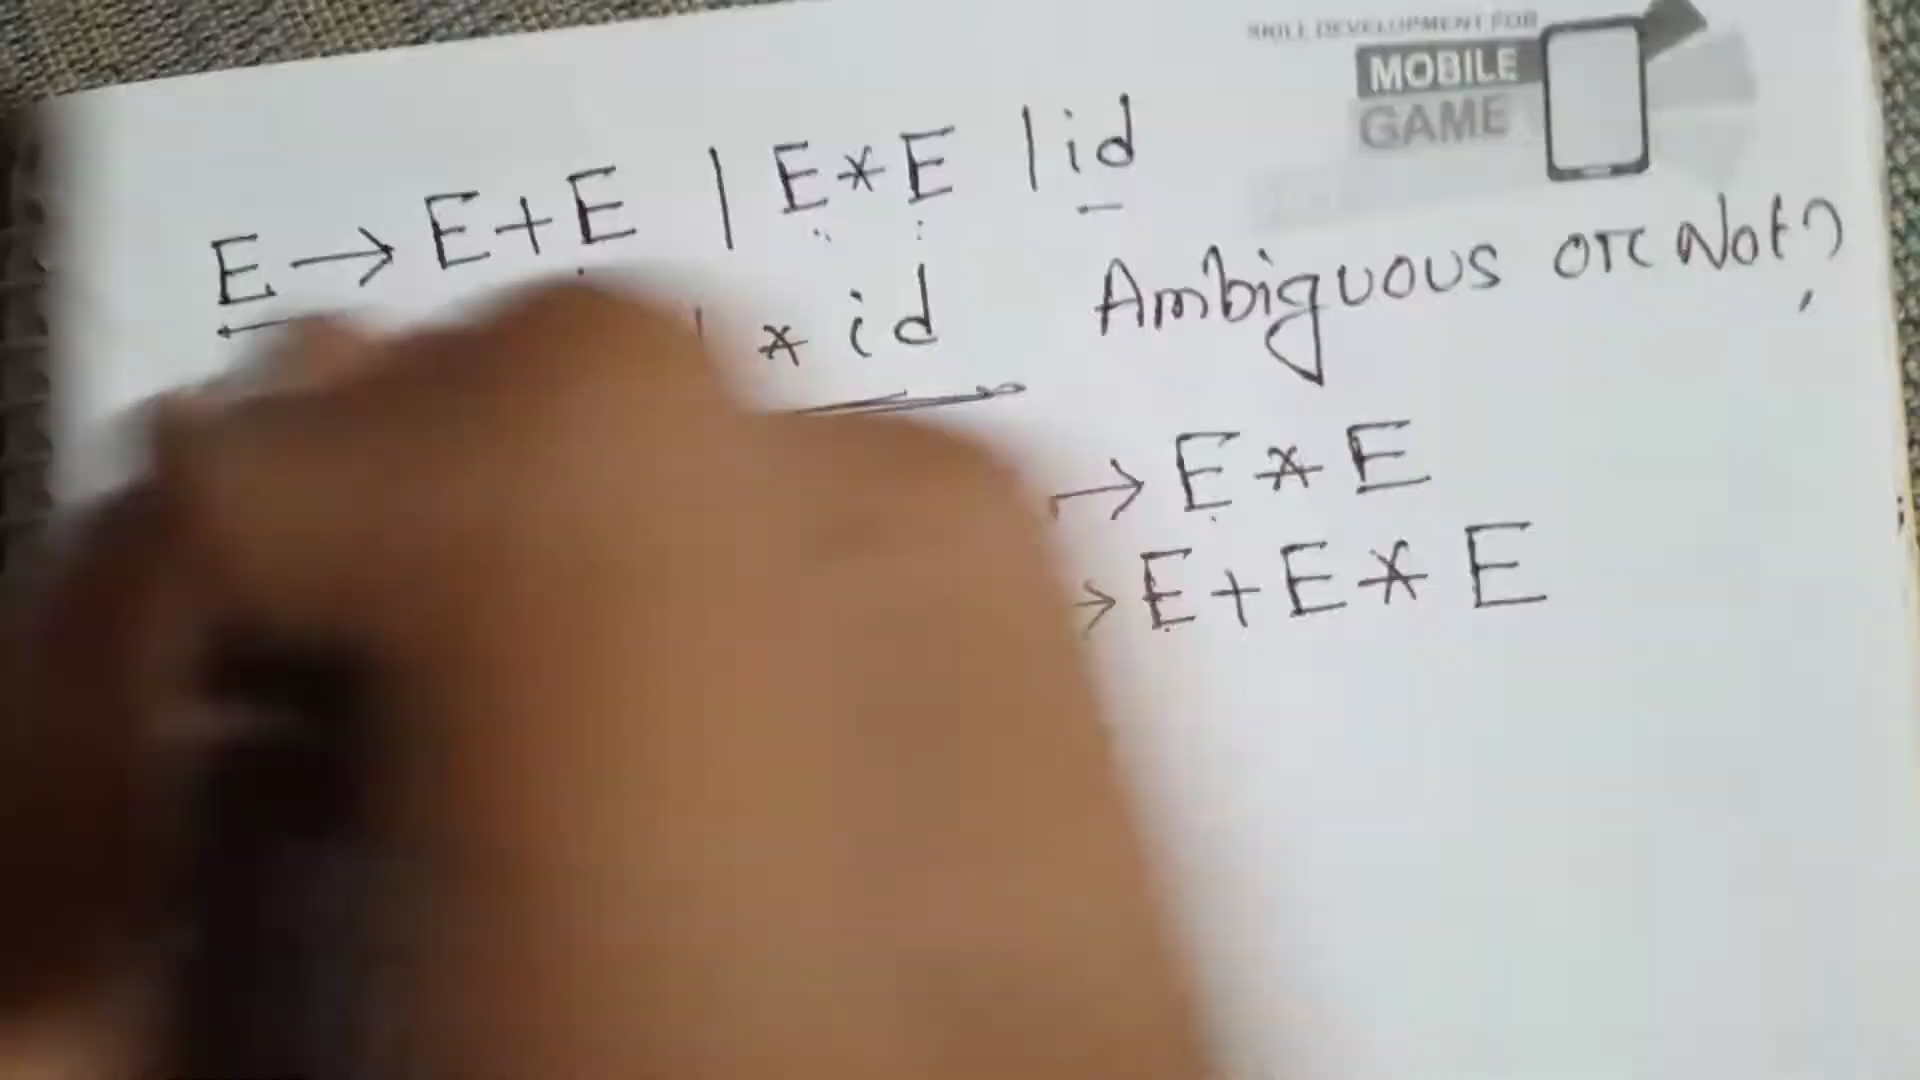 SKILL DEVELOPMENT FOR
MOBILE
GAME
E → E+E | E*E | id
* id
Ambiguous or Not?
→ E * E
→ E + E * E